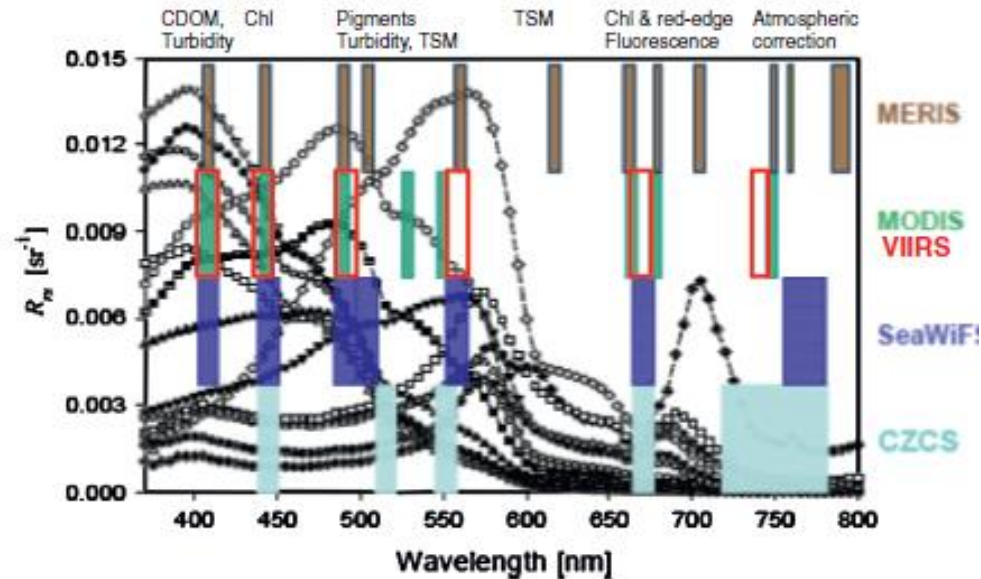 CDOM, Chl Pigments TSM Chl & red-edge Atmospheric
Turbidity Turbidity, TSM Fluorescence correction
0.015
0.012
0.009
0.006
0.003
0.000
Rrs [sr-1]
MERIS
MODIS
VIIRS
SeaWiFS
CZCS
400 450 500 550 600 650 700 750 800
Wavelength [nm]